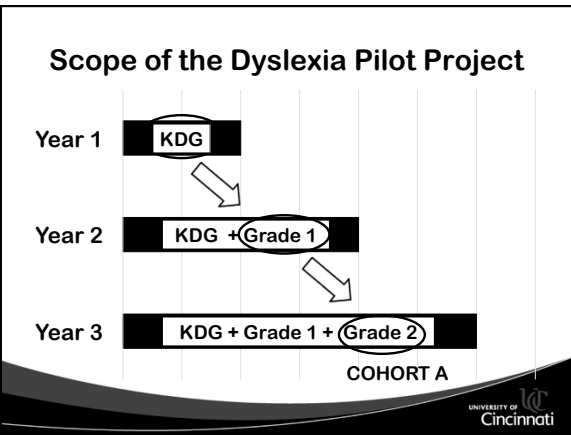 Scope of the Dyslexia Pilot Project
Year 1
KDG
Year 2
KDG + Grade 1
Year 3
KDG + Grade 1 + Grade 2
COHORT A
UNIVERSITY OF
UC
Cincinnati